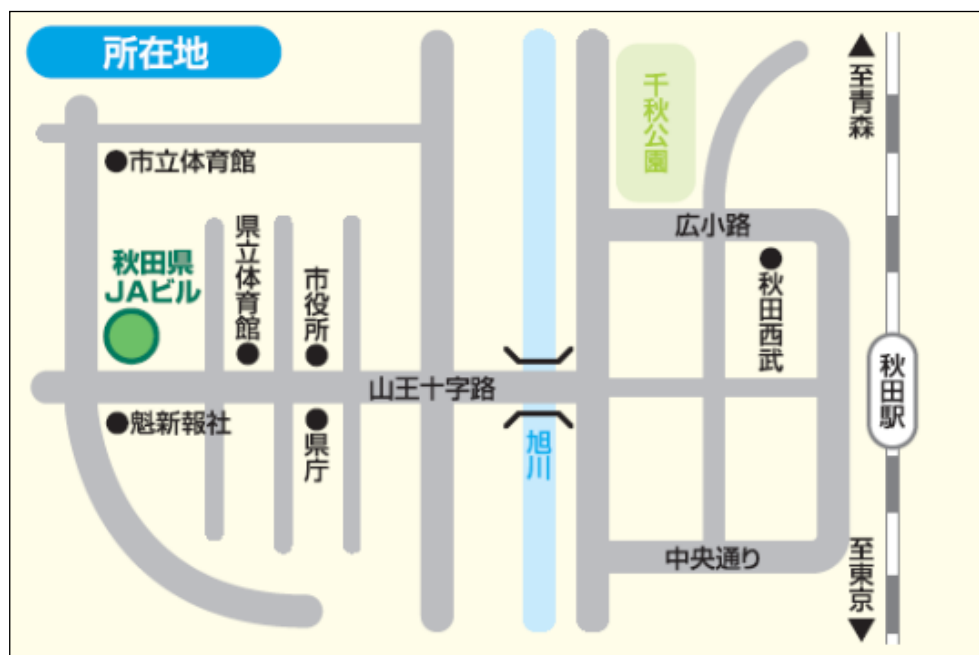 所在地
至青森
千秋公園
市立体育館
広小路
県立体育館
秋田県
JAビル
市役所
秋田西武
山王十字路
秋田駅
魁新報社
県庁
旭川
中央通り
至東京